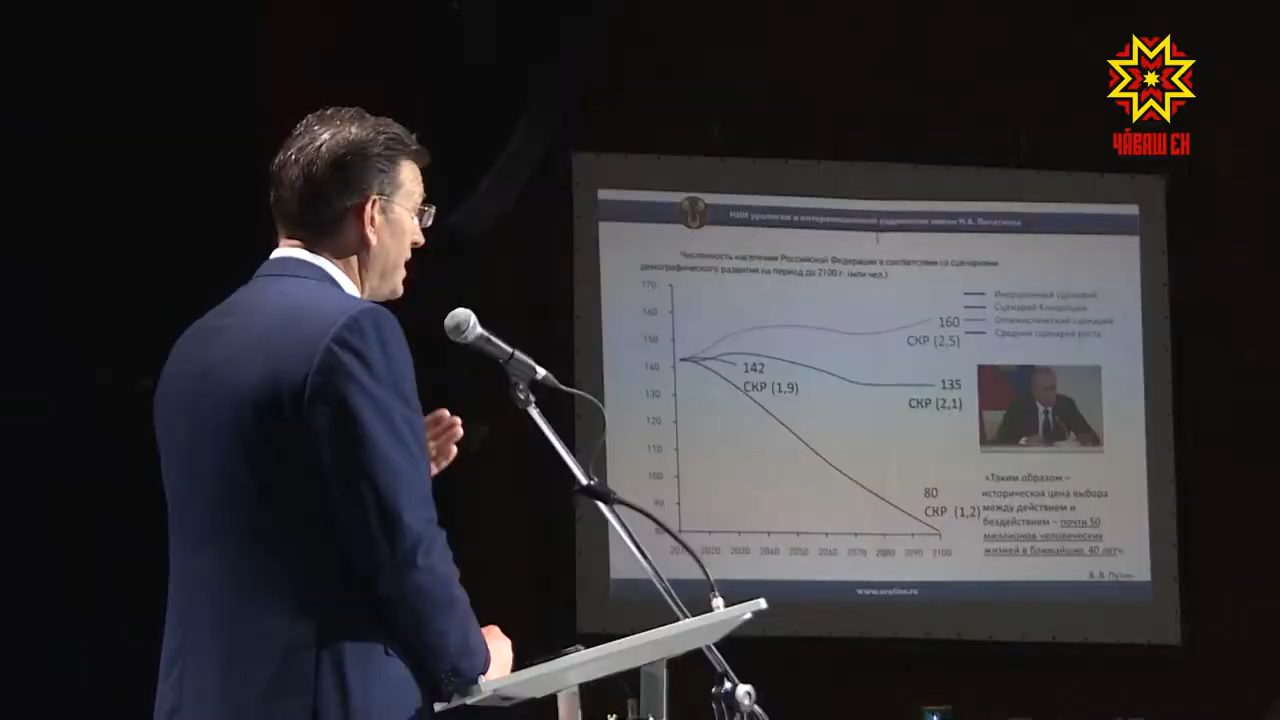 ЧӐВАШ ЕН
НИИ урологии и интервенционной радиологии имени Н.А. Лопаткина
Численность населения Российской Федерации в соответствии со сценариями
демографического развития на период до 2100 г. (млн чел.)
170
160
150
140
130
120
110
100
90
Инерционный сценарий
Сценарий Концепции
Оптимистический сценарий
Средний сценарий роста
160
СКР (2,5)
142
СКР (1,9)
135
СКР (2,1)
80
СКР (1,2)
«Таким образом –
историческая цена выбора
между действием и
бездействием – почти 50
миллионов человеческих
жизней в ближайшие 40 лет».
В. В. Путин
2010 2020 2030 2040 2050 2060 2070 2080 2090 2100
www.uroline.ru